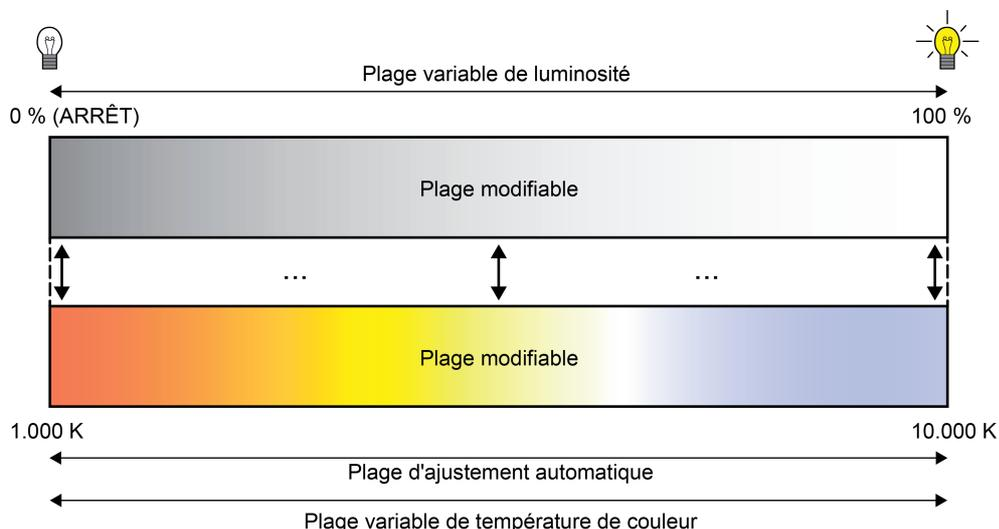 Plage variable de luminosité
0 % (ARRÊT) 100 %
Plage modifiable
... ...
Plage modifiable
1.000 K 10.000 K
Plage d'ajustement automatique
Plage variable de température de couleur